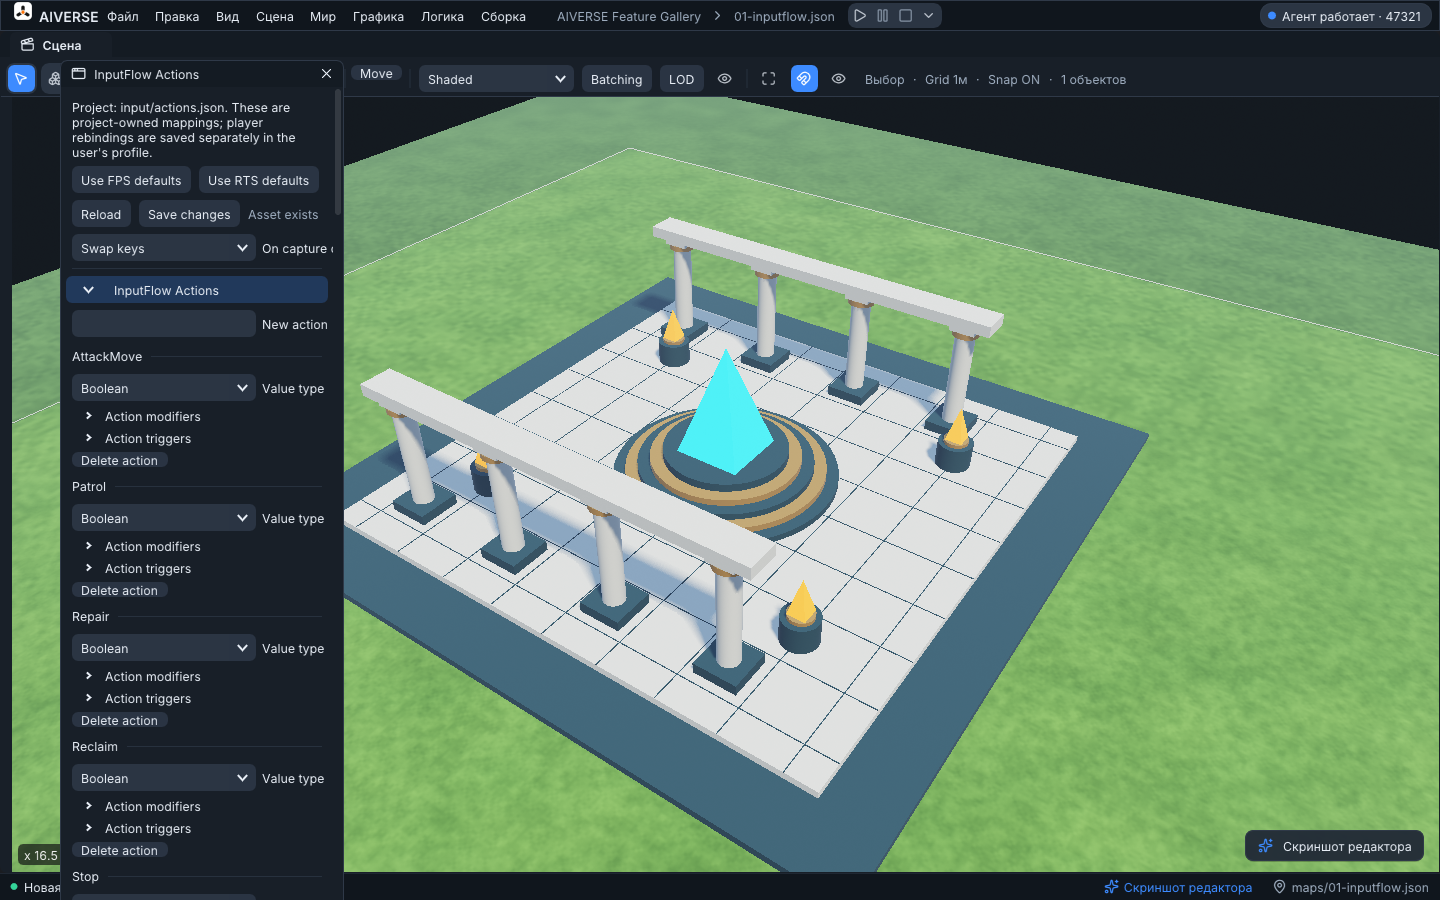 AIVERSE Файл Правка Вид Сцена Мир Графика Логика Сборка AIVERSE Feature Gallery 01-inputflow.json Агент работает · 47321
Сцена
InputFlow Actions
Move Shaded Batching LOD Выбор · Grid 1м · Snap ON · 1 объектов
Project: input/actions.json. These are
project-owned mappings; player
rebindings are saved separately in the
user's profile.
Use FPS defaults Use RTS defaults
Reload Save changes Asset exists
Swap keys On capture
InputFlow Actions
New action
AttackMove
Boolean Value type
Action modifiers
Action triggers
Delete action
Patrol
Boolean Value type
Action modifiers
Action triggers
Delete action
Repair
Boolean Value type
Action modifiers
Action triggers
Delete action
Reclaim
Boolean Value type
Action modifiers
Action triggers
Delete action
Stop
x 16.5
Скриншот редактора
Новая Скриншот редактора maps/01-inputflow.json